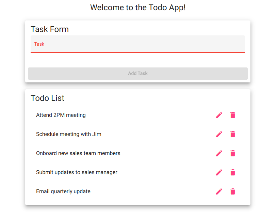 Welcome to the Todo App!
Task Form
Task
Add Task
Todo List
Attend 2PM meeting
Schedule meeting with Jim
Onboard new sales team members
Submit updates to sales manager
Email quarterly update